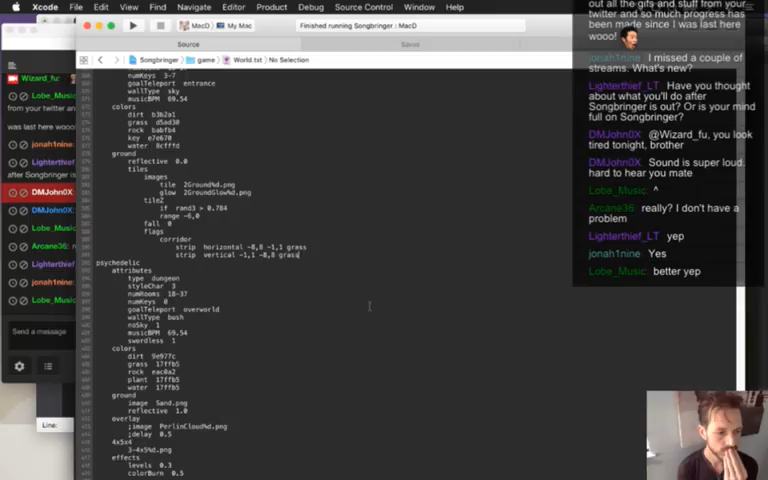 Xcode File Edit View Find Navigate Editor Product Debug Source Control Window Help
MacD My Mac
Finished running Songbringer : MacD
Source
Songbringer game World.txt No Selection
numKeys 3-7
goalTeleport entrance
wallType sky
musicBPM 69.54
colors
dirt b3b2a1
grass d5ad30
rock babfb4
key e7e670
water 8cfffd
ground
reflective 0.0
tiles
images
tile 2Ground%d.png
glow 2GroundGlow%d.png
tileZ
if rand3 > 0.784
range -6,0
fall 0
flags
corridor
strip horizontal -8,8 -1,1 grass
strip vertical -1,1 -8,8 grass
psychedelic
attributes
type dungeon
styleChar 3
numRooms 18-37
numKeys 0
goalTeleport overworld
wallType bush
noSky 1
musicBPM 69.54
swordless 1
colors
dirt 9e977c
grass 17ffb5
rock eac0a2
plant 17ffb5
water 17ffb5
ground
image Sand.png
reflective 1.0
overlay
;image PerlinCloud%d.png
;delay 0.5
4x5x4
3-4x5%d.png
effects
levels 0.3
colorBurn 0.5
Wizard_fu:
Lobe_Music:
from your twitter and so
was last here wooo!
jonah1nine:
Lighterthief
after Songbringer is
DMJohn0X
DMJohn0X:
Lobe_Music:
Arcane36:
Lighterthief
jonah1nine:
Lobe_Music:
Send a message
Line:
out all the gifs and stuff from your
twitter and so much progress has
been made since I was last here
wooo!
jonah1nine I missed a couple of
streams. What's new?
Lighterthief_LT Have you thought
about what you'll do after
Songbringer is out? Or is your mind
full on Songbringer?
DMJohn0X @Wizard_fu, you look
tired tonight, brother
DMJohn0X Sound is super loud.
hard to hear you mate
Lobe_Music ^
Arcane36 really? I don't have a
problem
Lighterthief_LT yep
jonah1nine Yes
Lobe_Music better yep